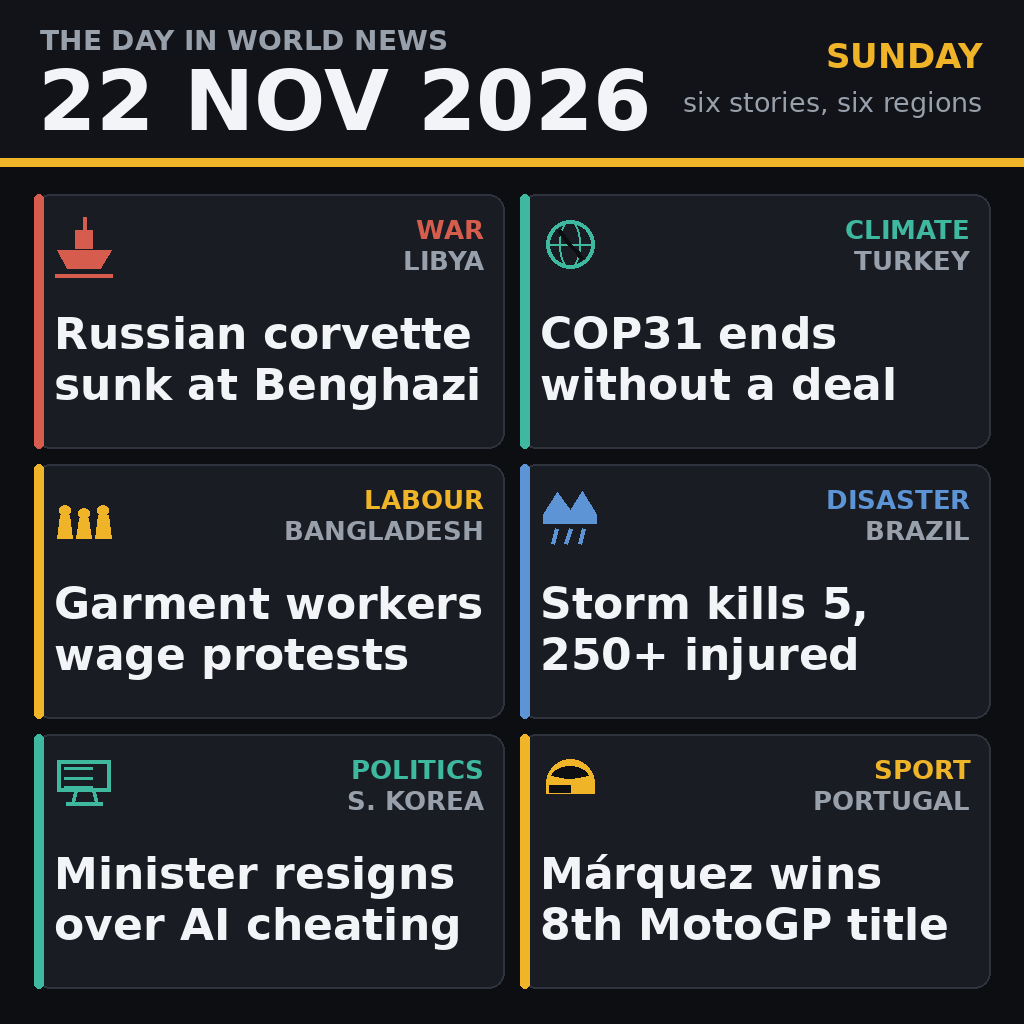 THE DAY IN WORLD NEWS
22 NOV 2026
SUNDAY
six stories, six regions
WAR
LIBYA
Russian corvette
sunk at Benghazi
CLIMATE
TURKEY
COP31 ends
without a deal
LABOUR
BANGLADESH
Garment workers
wage protests
DISASTER
BRAZIL
Storm kills 5,
250+ injured
POLITICS
S. KOREA
Minister resigns
over AI cheating
SPORT
PORTUGAL
Márquez wins
8th MotoGP title